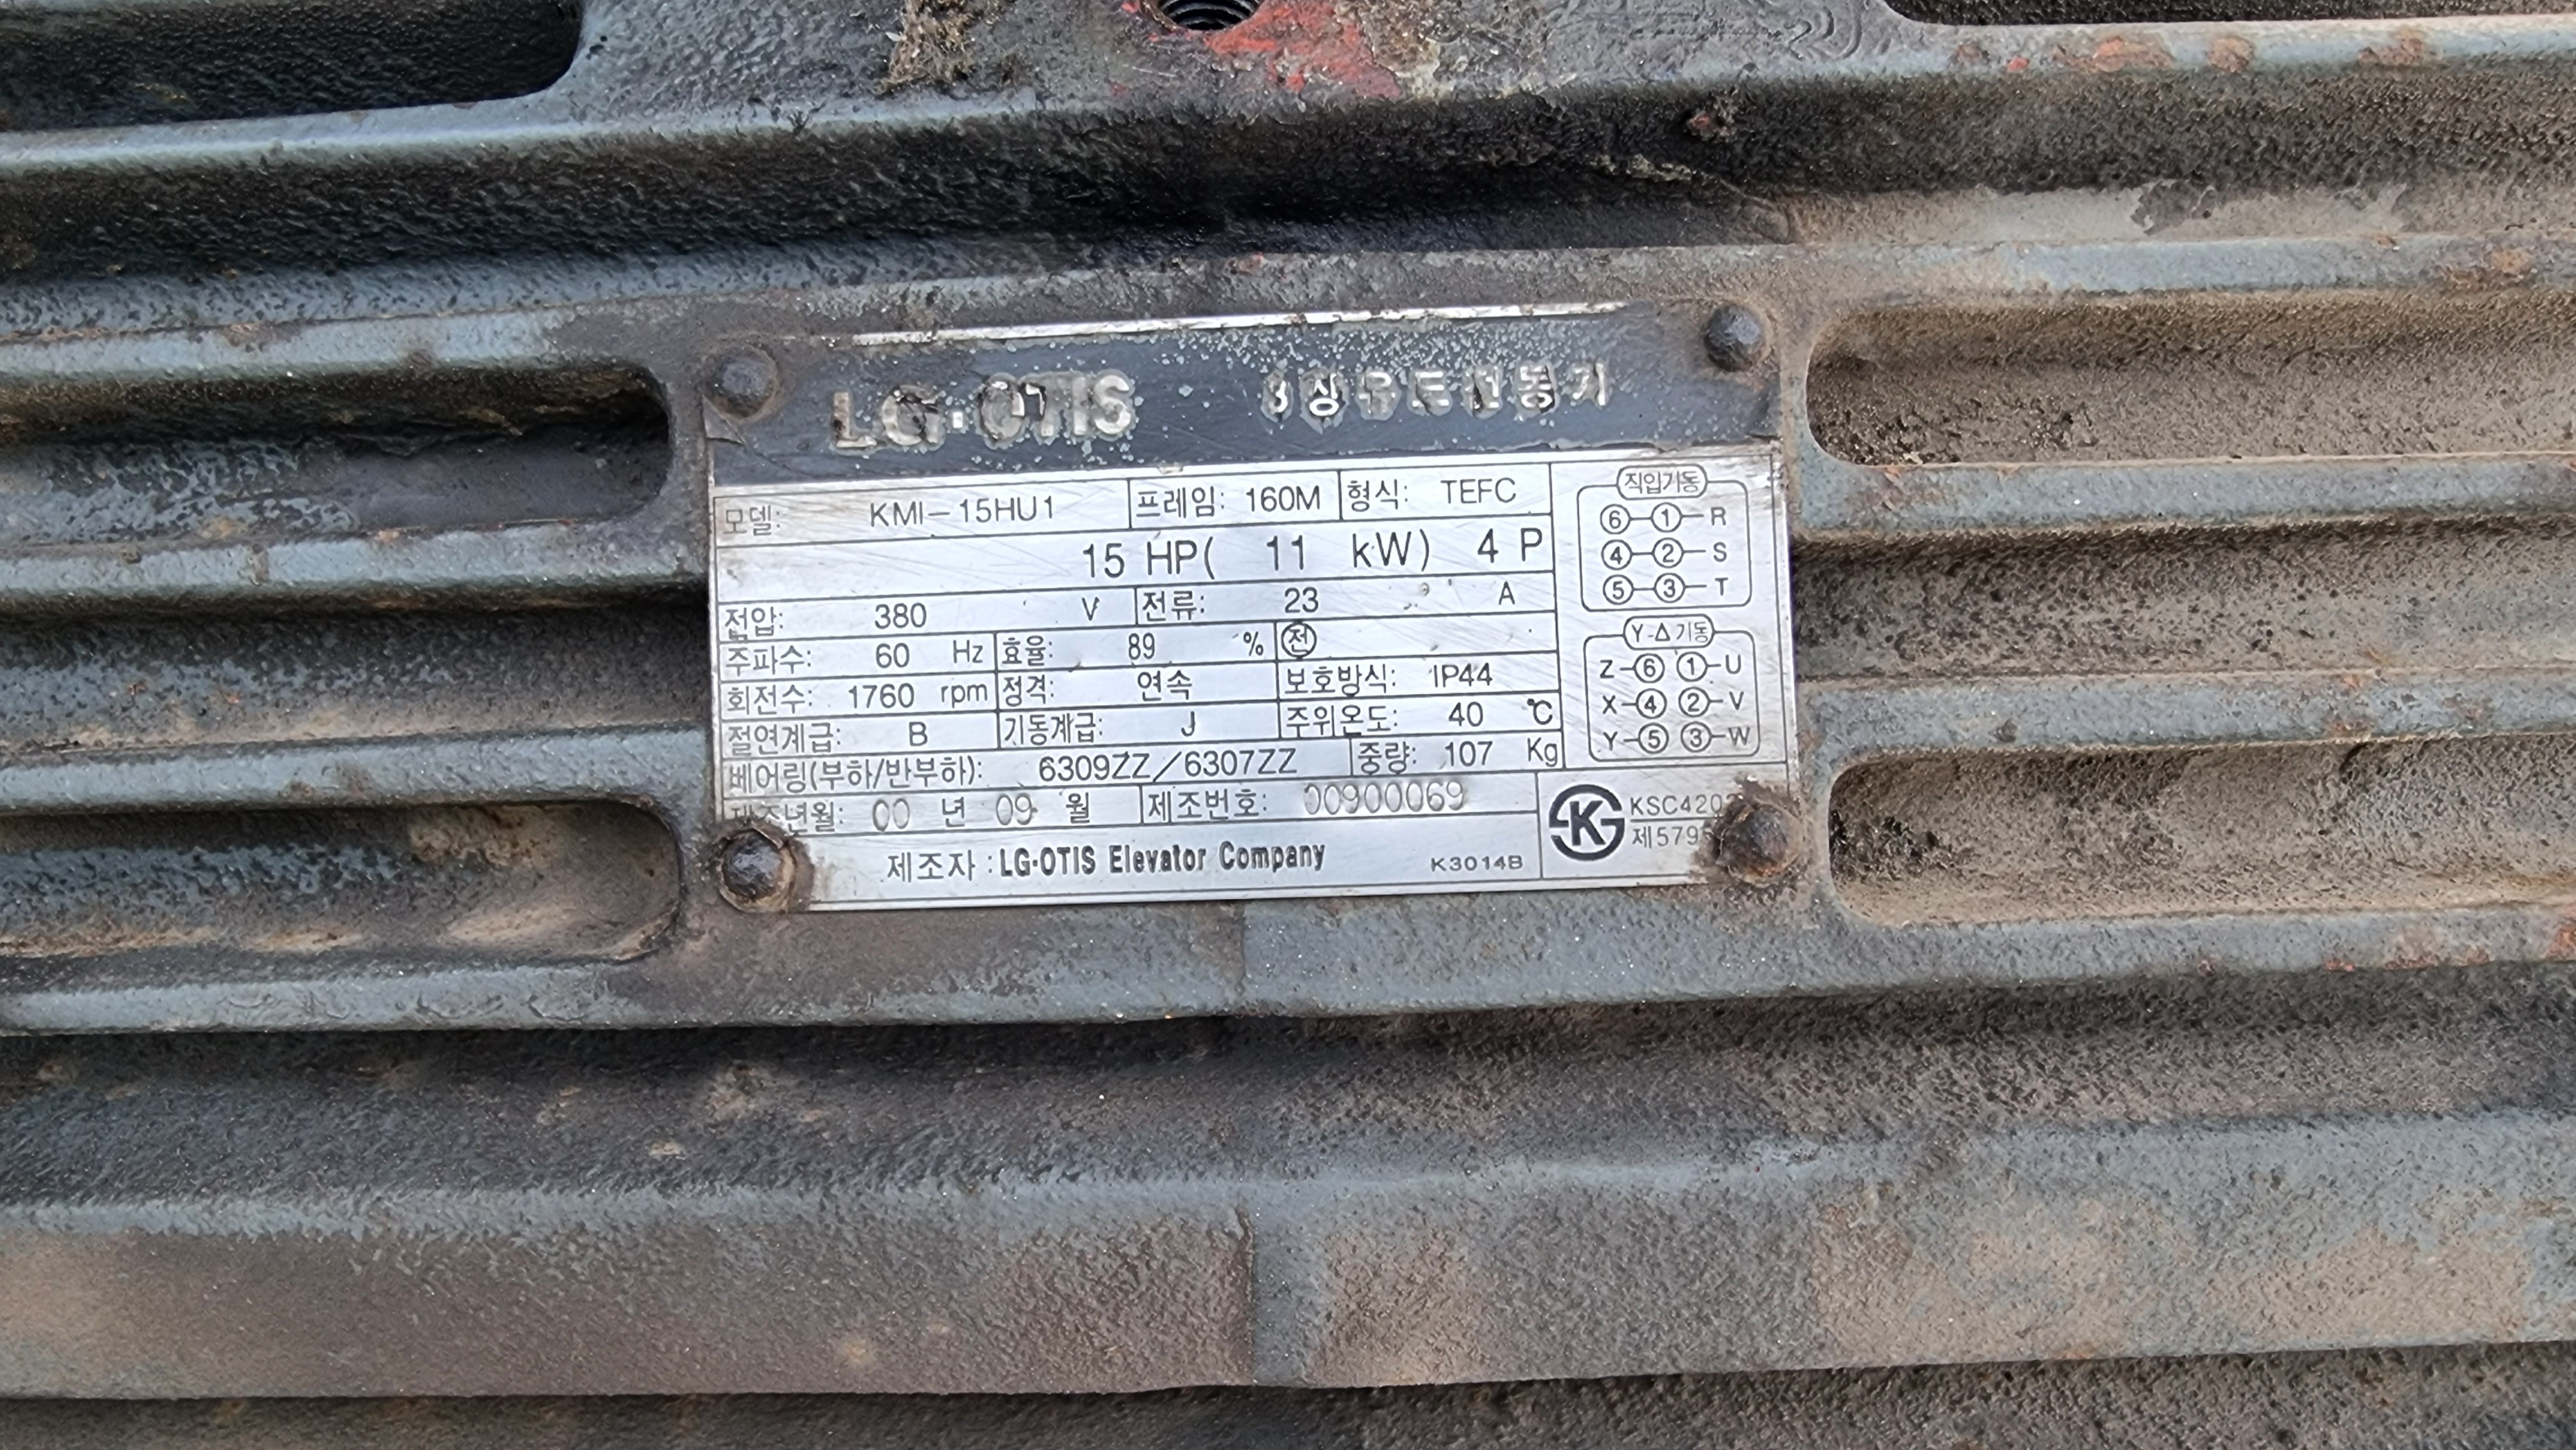 LG·OTIS 3상유도전동기
모델: KMI-15HU1 프레임: 160M 형식: TEFC
15 HP( 11 kW) 4 P
전압: 380 V 전류: 23 A
주파수: 60 Hz 효율: 89 % 전
회전수: 1760 rpm 정격: 연속 보호방식: IP44
절연계급: B 기동계급: J 주위온도: 40 ℃
베어링(부하/반부하): 6309ZZ/6307ZZ 중량: 107 Kg
제조년월: 00 년 09 월 제조번호: 00900069
제조자 : LG·OTIS Elevator Company K3014B
직입기동
⑥-①-R
④-②-S
⑤-③-T
Y-Δ 기동
Z-⑥ ①-U
X-④ ②-V
Y-⑤ ③-W
K